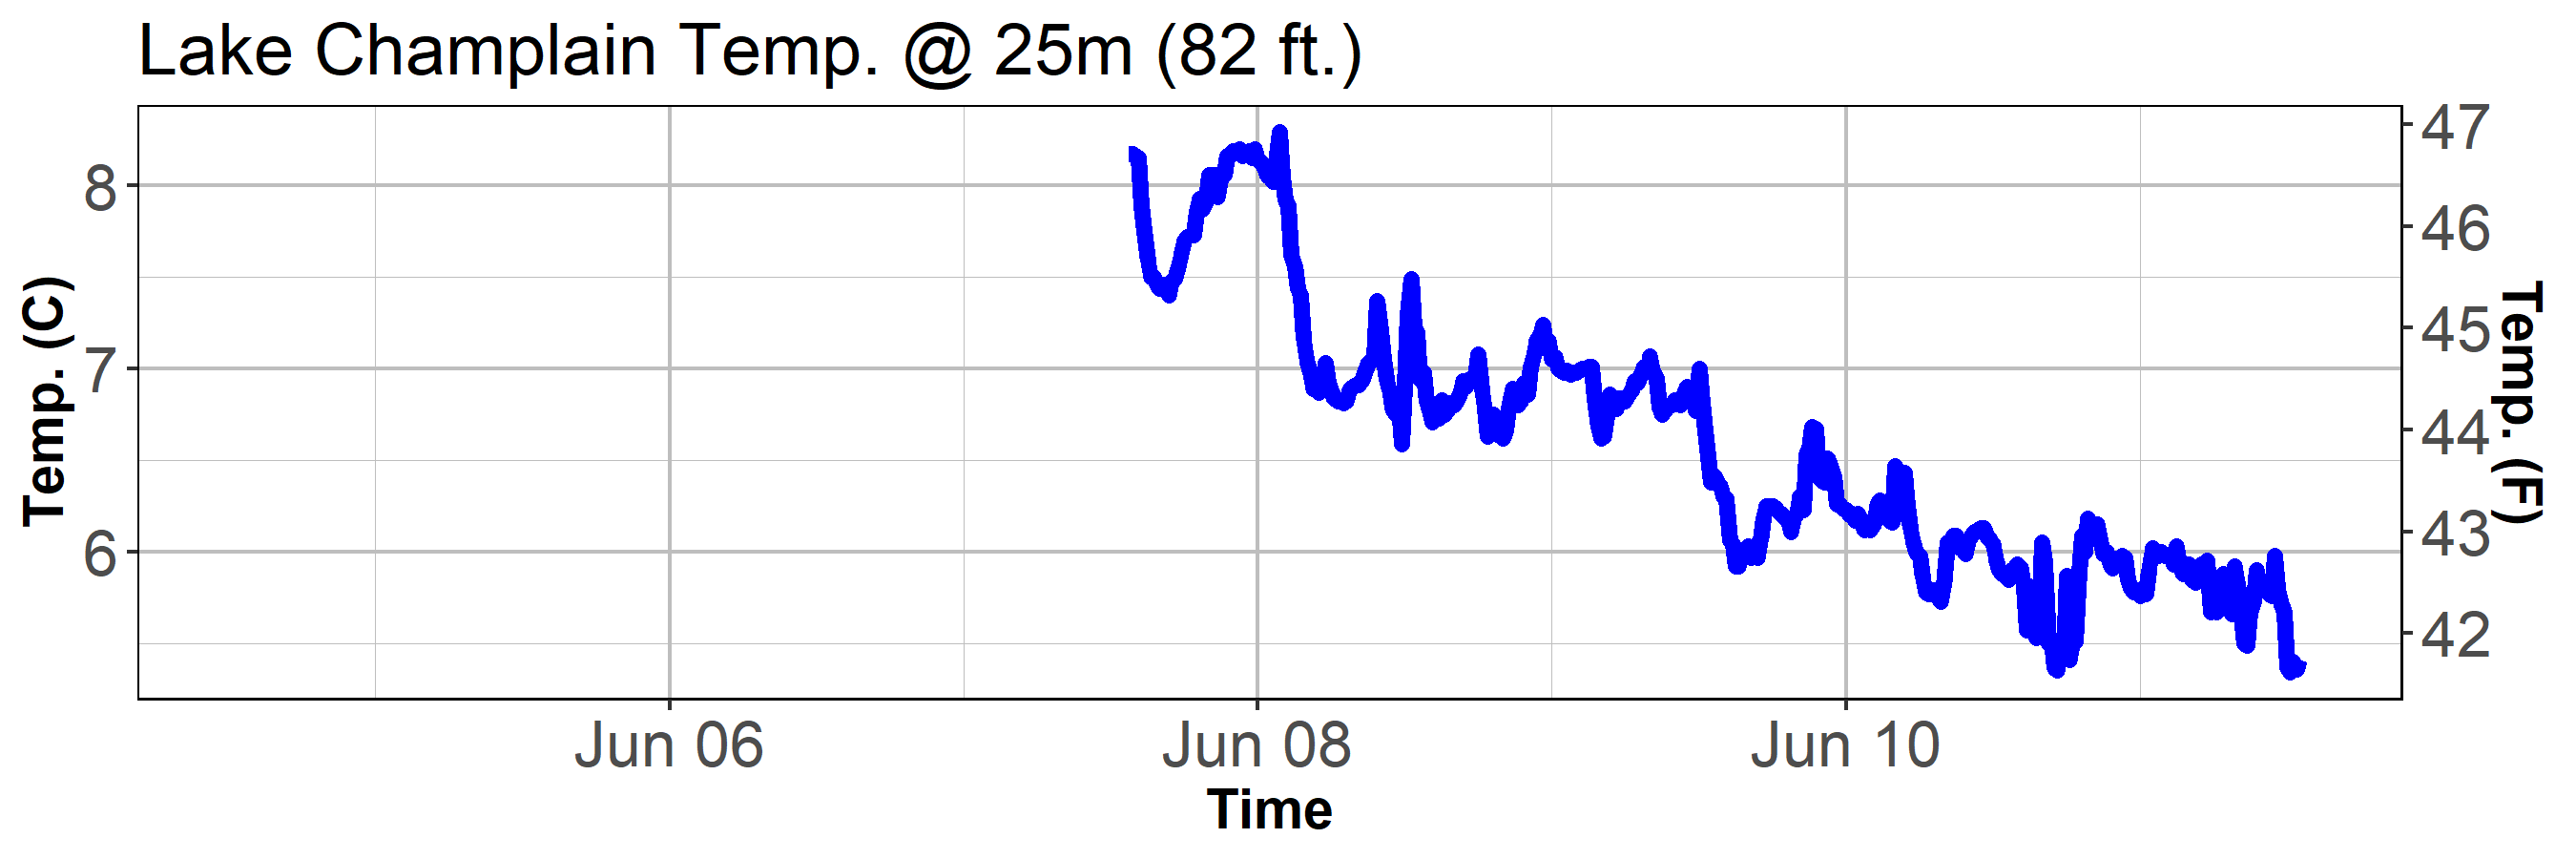 Lake Champlain Temp. @ 25m (82 ft.)
Temp. (C)
8
7
6
47
46
45
44
43
42
Temp. (F)
Jun 06 Jun 08 Jun 10
Time